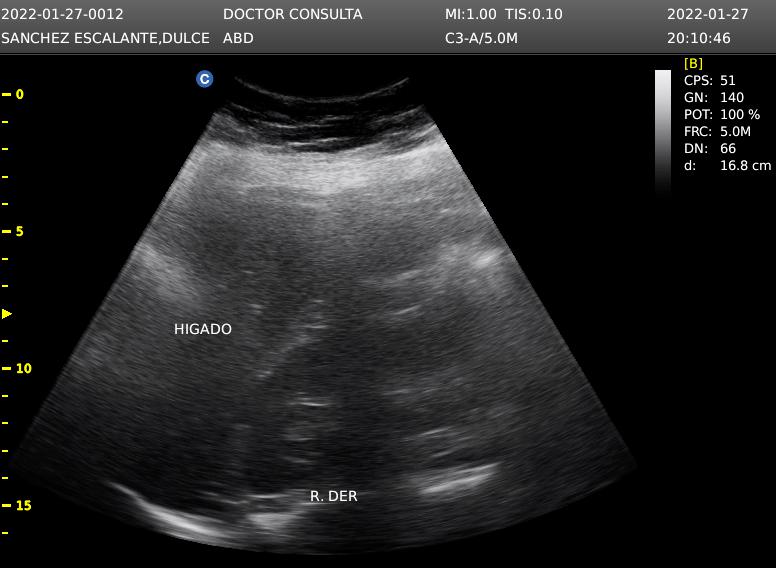 2022-01-27-0012 DOCTOR CONSULTA MI:1.00 TIS:0.10 2022-01-27
SANCHEZ ESCALANTE,DULCE ABD C3-A/5.0M 20:10:46
C
[B]
CPS: 51
GN: 140
POT: 100 %
FRC: 5.0M
DN: 66
d: 16.8 cm
0
5
HIGADO
10
R. DER
15